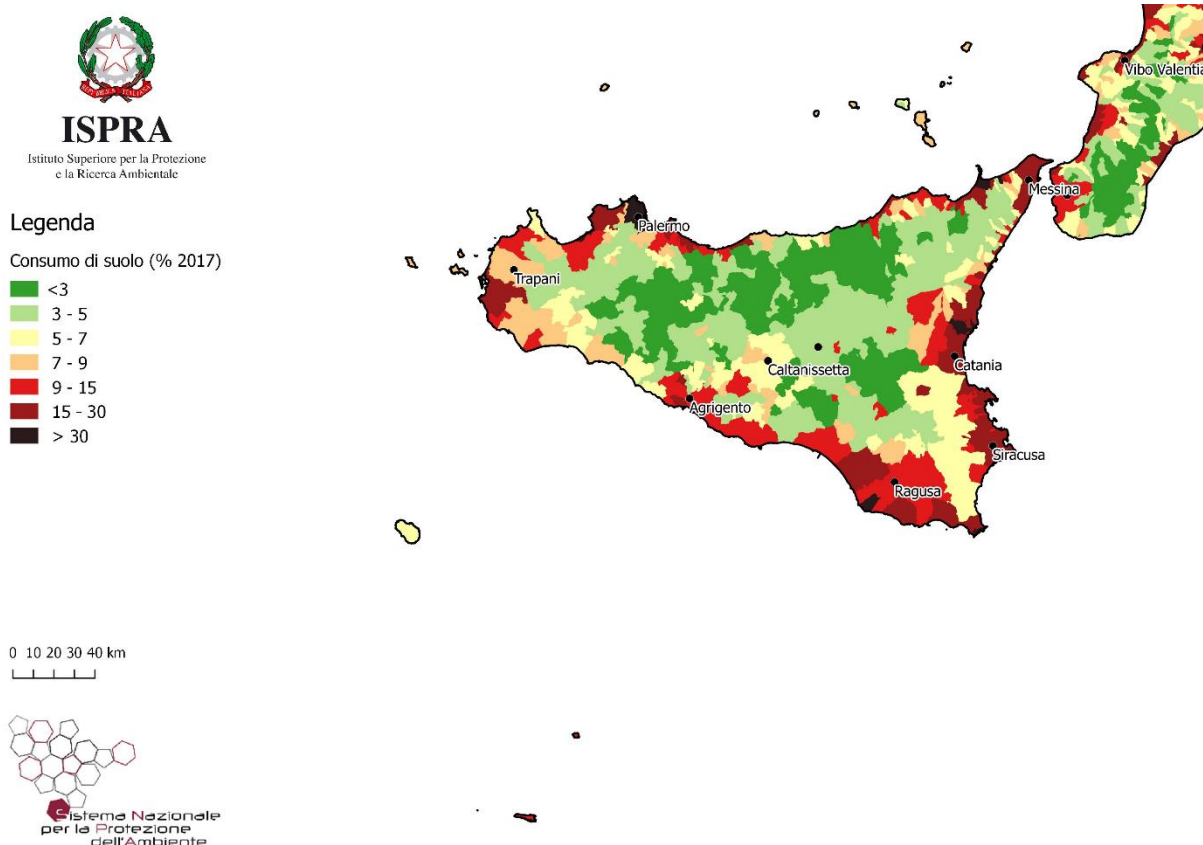 REPVBBLICA ITALIANA
ISPRA
Istituto Superiore per la Protezione
e la Ricerca Ambientale
Legenda
Consumo di suolo (% 2017)
<3
3 - 5
5 - 7
7 - 9
9 - 15
15 - 30
> 30
Vibo Valentia
Messina
Palermo
Trapani
Caltanissetta
Catania
Agrigento
Siracusa
Ragusa
0 10 20 30 40 km
Sistema Nazionale
per la Protezione
dell'Ambiente